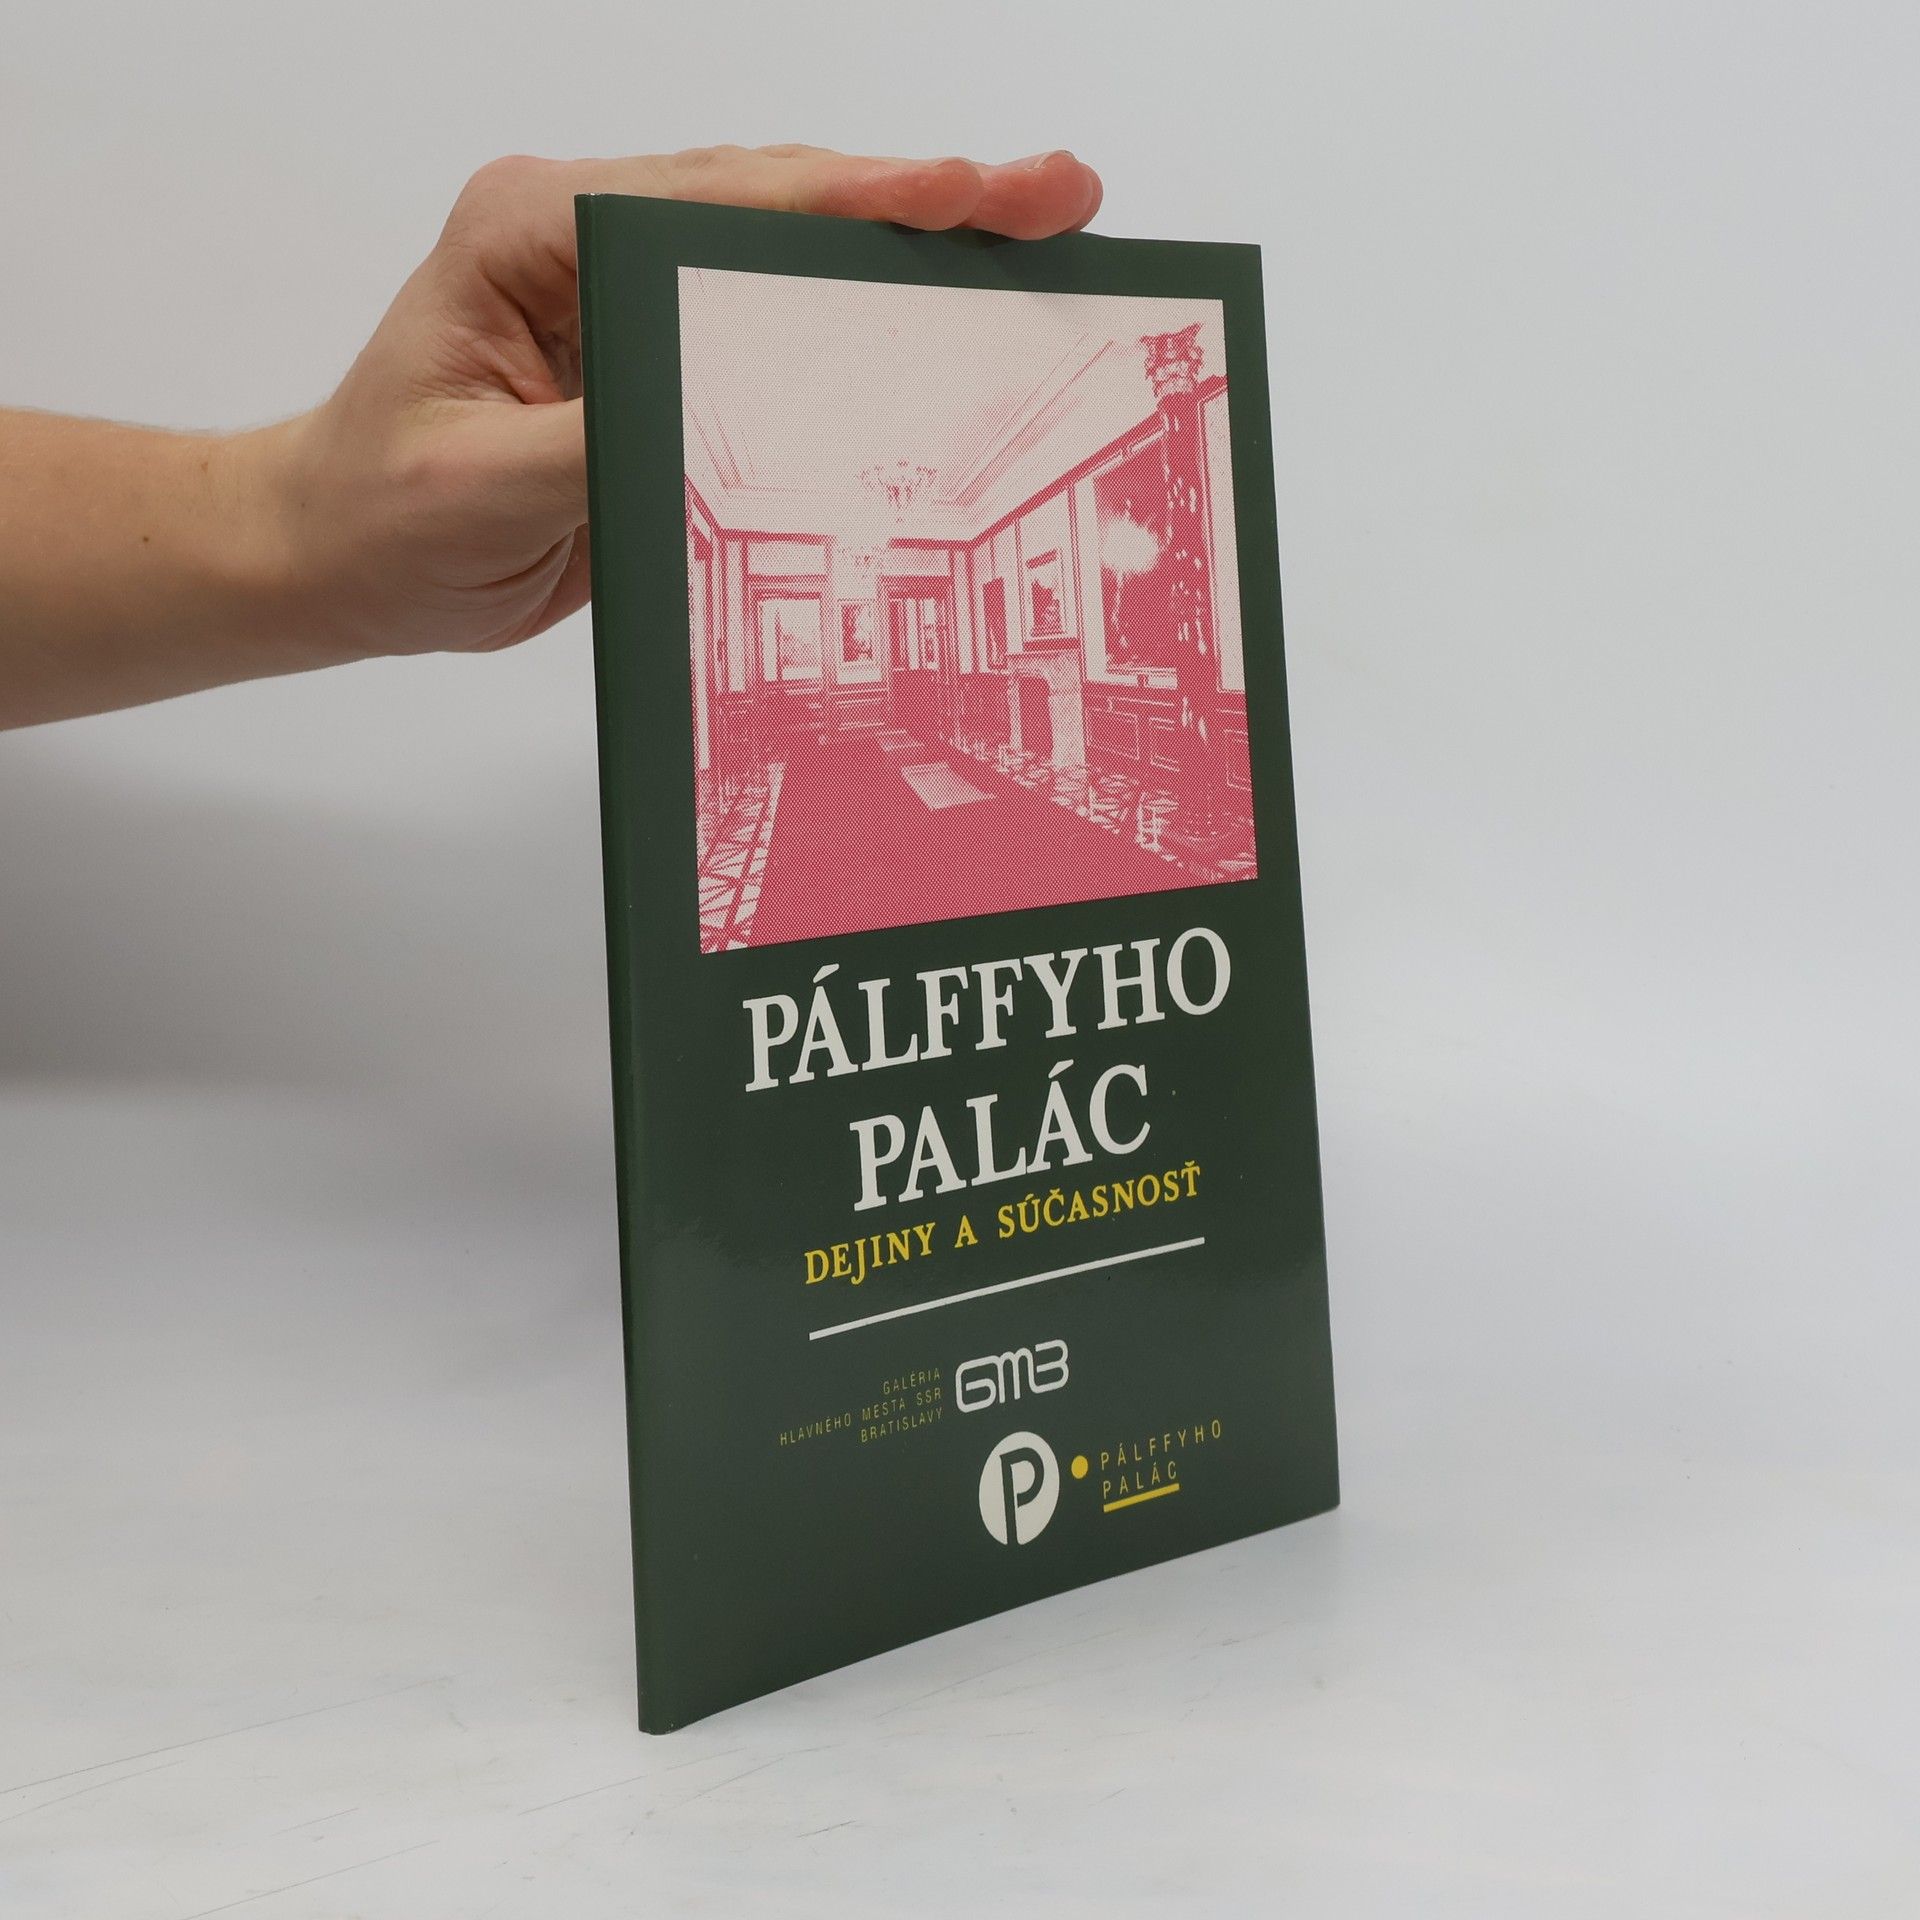 PÁLFFYHO
PALÁC
DEJINY A SÚČASNOSŤ
GALÉRIA
HLAVNÉHO MESTA SSR
BRATISLAVY
GMB
P
PÁLFFYHO
PALÁC